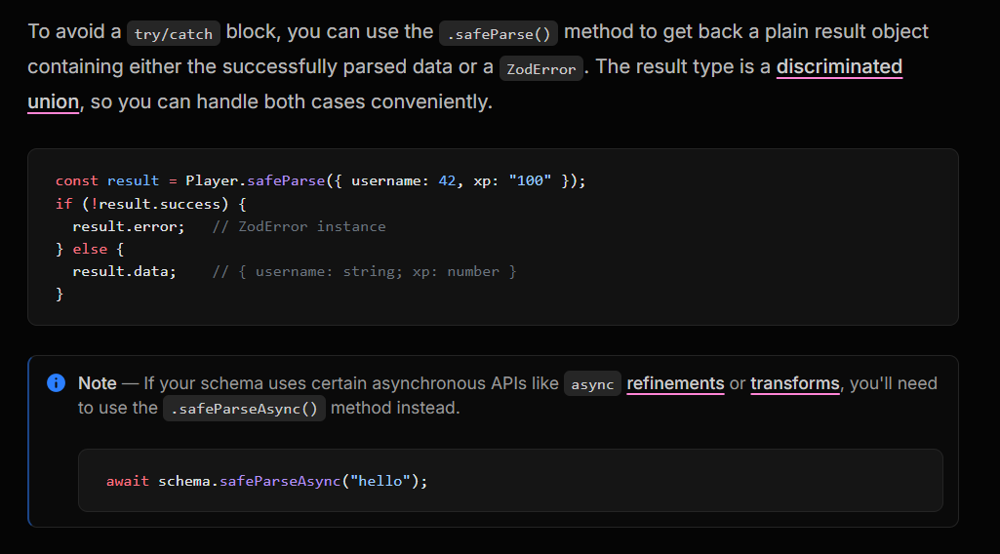 To avoid a try/catch block, you can use the .safeParse() method to get back a plain result object
containing either the successfully parsed data or a ZodError. The result type is a discriminated
union, so you can handle both cases conveniently.
const result = Player.safeParse({ username: 42, xp: "100" });
if (!result.success) {
  result.error;   // ZodError instance
} else {
  result.data;    // { username: string; xp: number }
}
Note — If your schema uses certain asynchronous APIs like async refinements or transforms, you'll need
to use the .safeParseAsync() method instead.
await schema.safeParseAsync("hello");